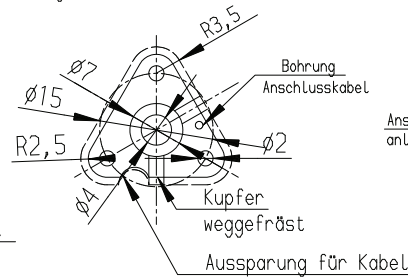 R3,5
Ø7
Bohrung
Anschlusskabel
Ø15
Ø2
R2,5
Ø4
Kupfer
weggefräst
Aussparung für Kabel